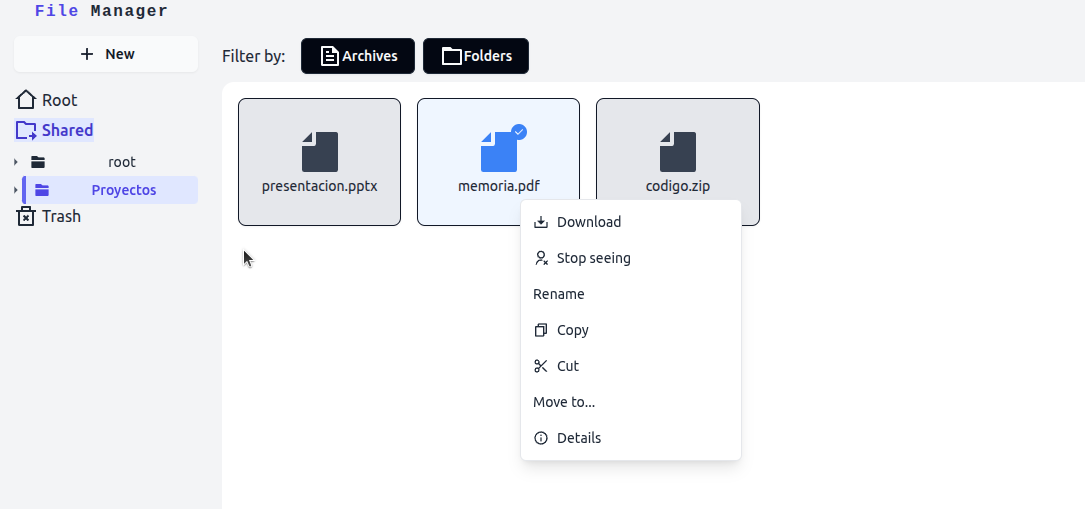 File Manager
New
Filter by:
Archives
Folders
Root
Shared
root
Proyectos
Trash
presentacion.pptx
memoria.pdf
codigo.zip
Download
Stop seeing
Rename
Copy
Cut
Move to...
Details